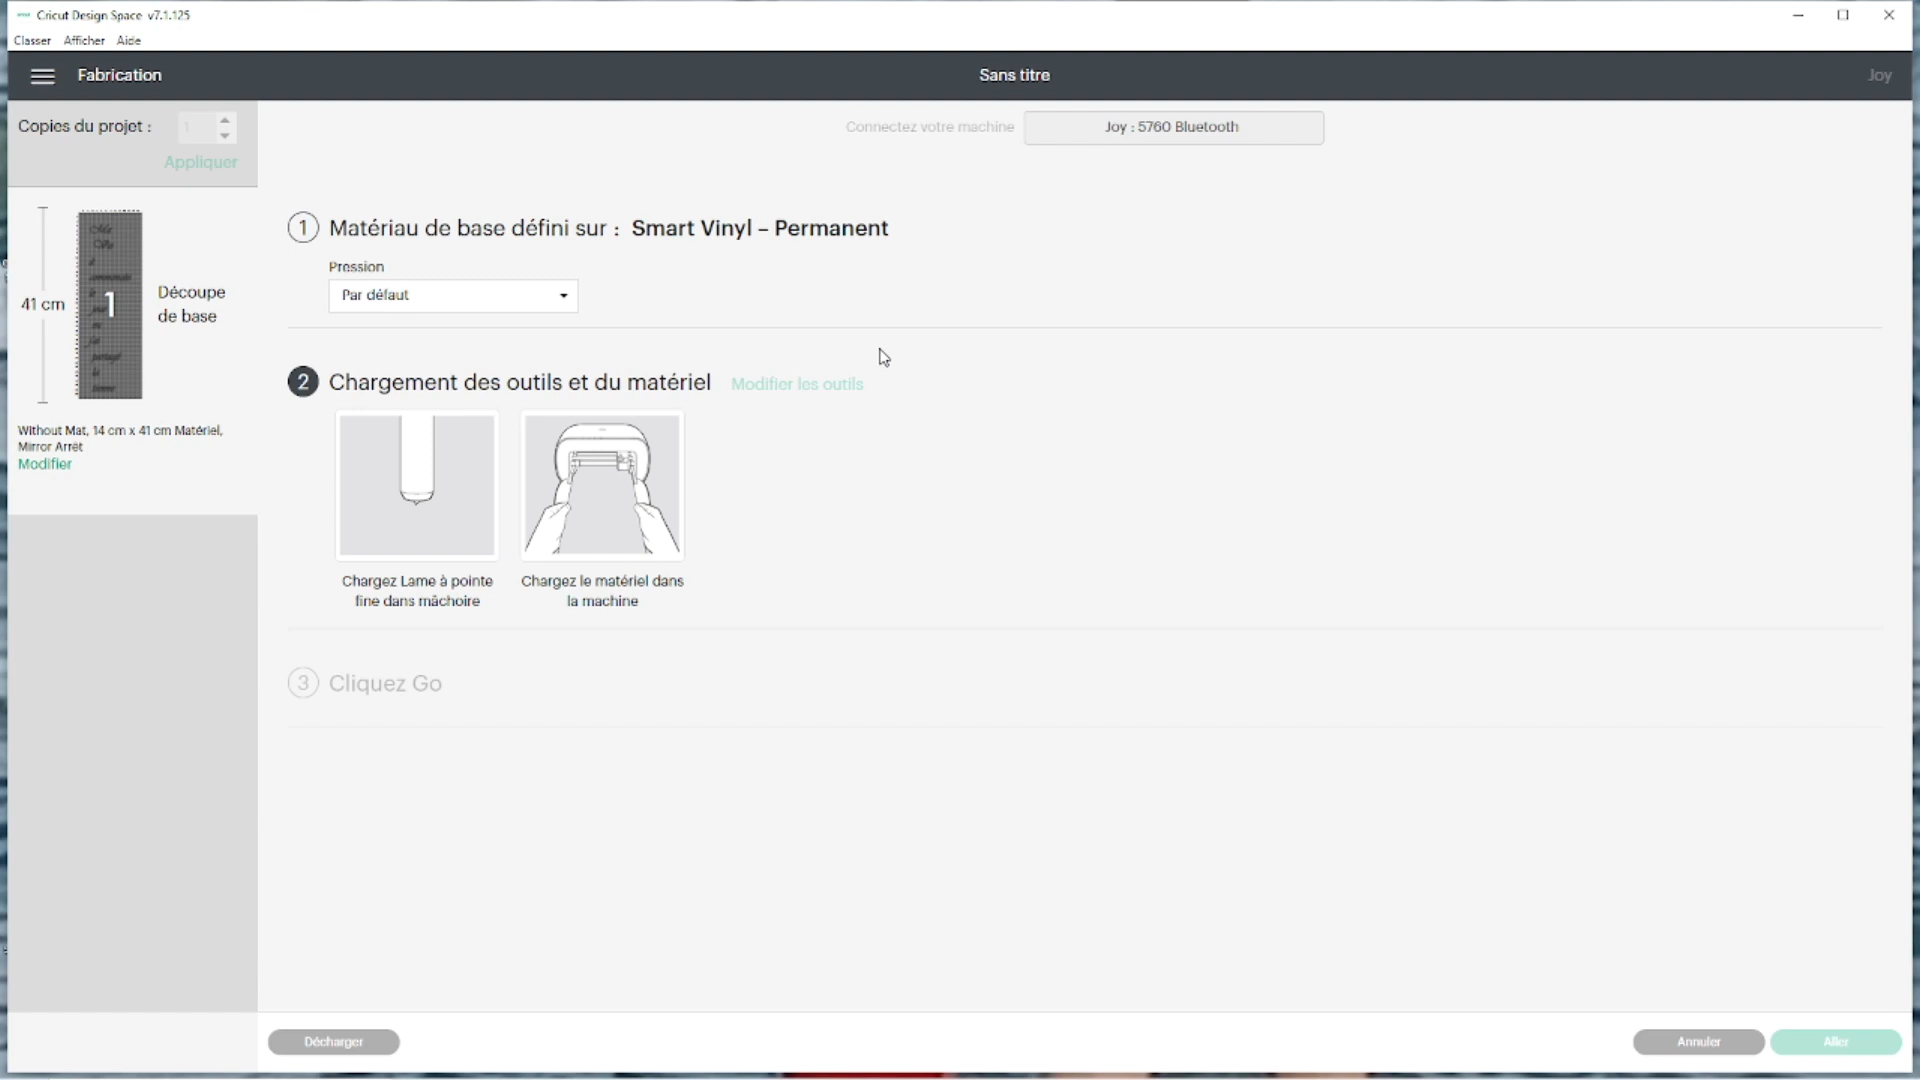 Cricut Design Space v7.1.125
Classer Afficher Aide
Fabrication
Sans titre
Joy
Copies du projet :
1
Appliquer
Connectez votre machine
Joy : 5760 Bluetooth
1 Matériau de base défini sur : Smart Vinyl – Permanent
Pression
Par défaut
41 cm
1
Découpe
de base
Without Mat, 14 cm x 41 cm Matériel,
Mirror Arrêt
Modifier
2 Chargement des outils et du matériel
Modifier les outils
Chargez Lame à pointe
fine dans mâchoire
Chargez le matériel dans
la machine
3 Cliquez Go
Décharger
Annuler
Aller